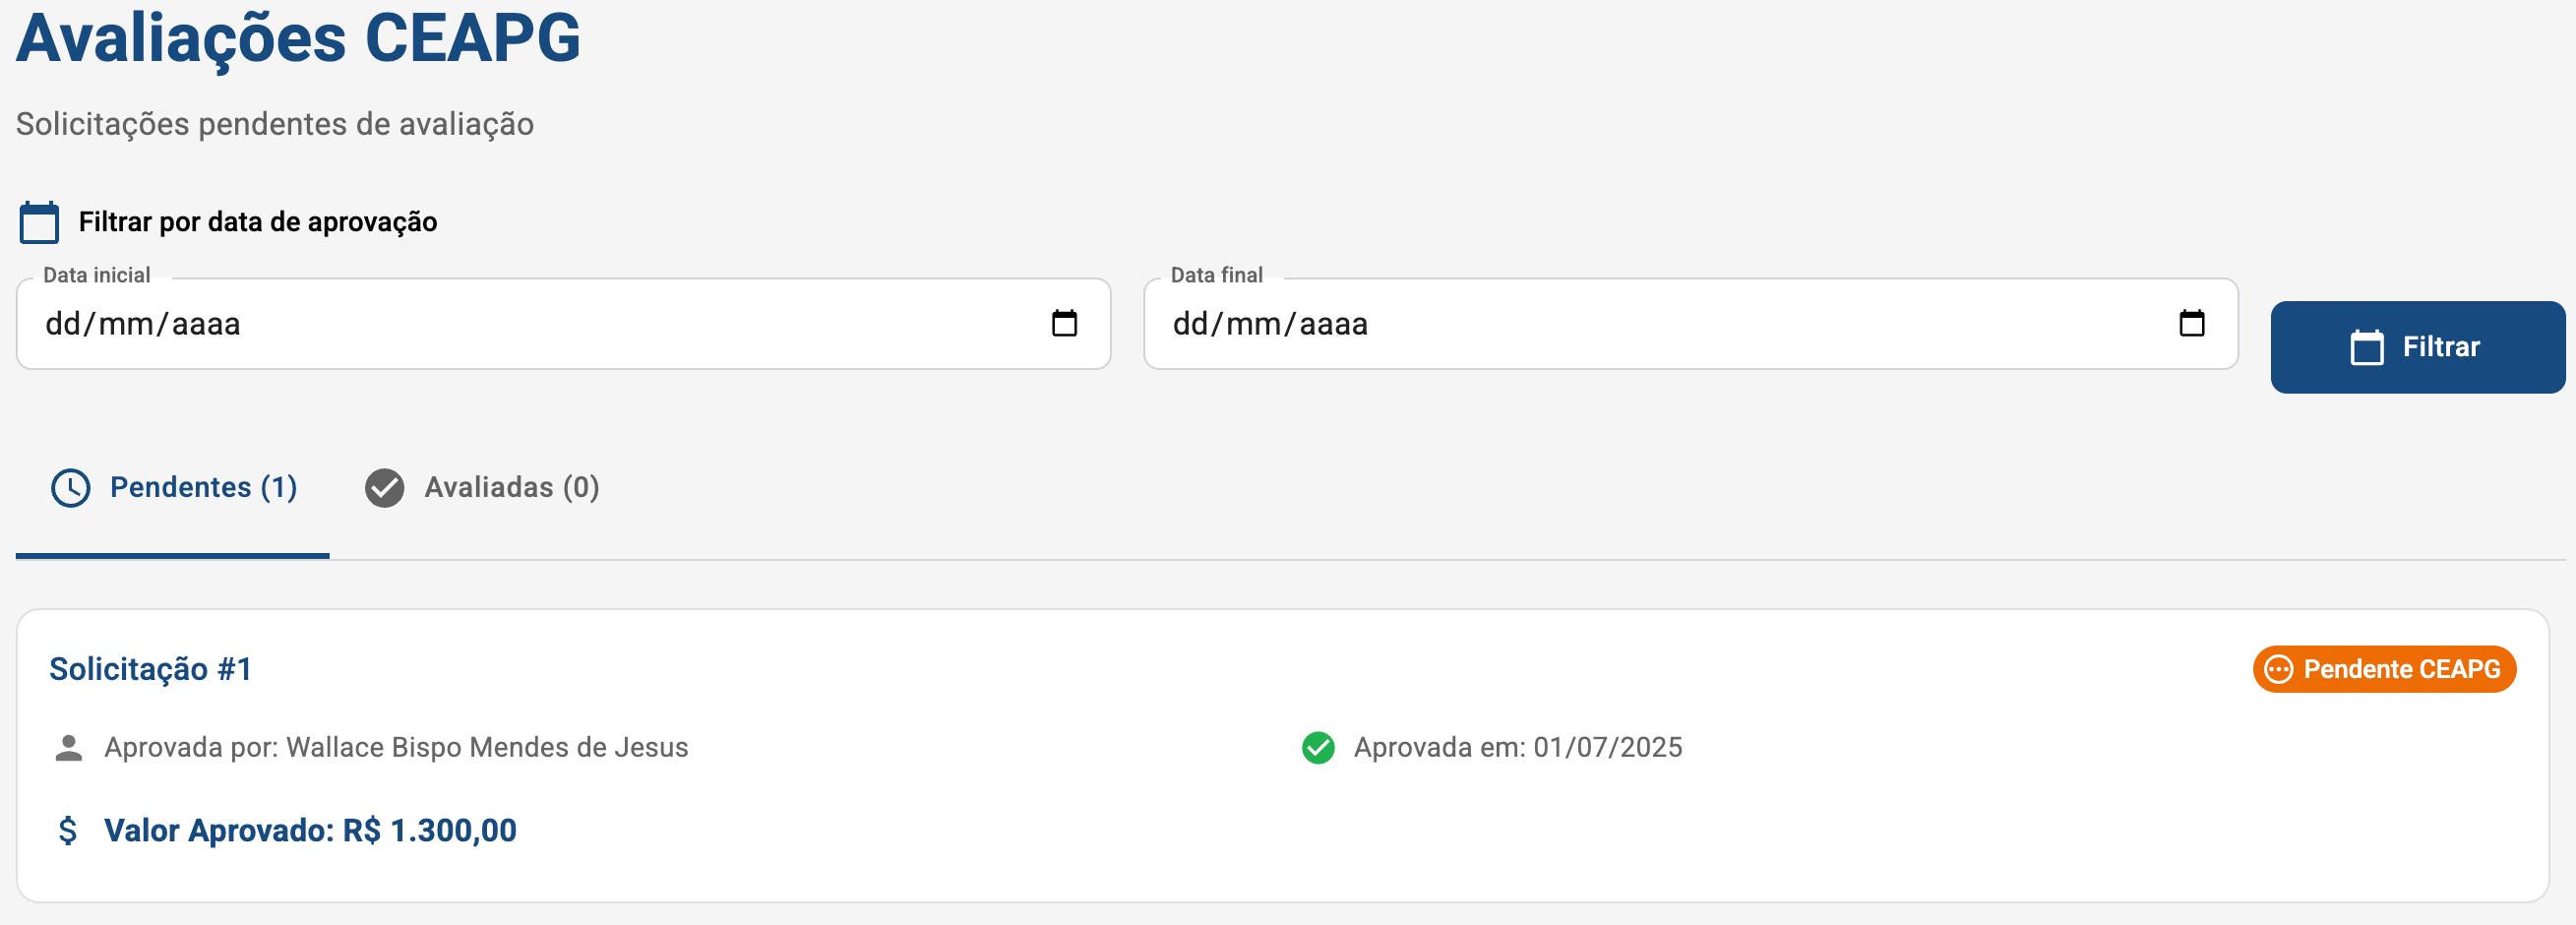 Avaliações CEAPG
Solicitações pendentes de avaliação
Filtrar por data de aprovação
Data inicial
dd/mm/aaaa
Data final
dd/mm/aaaa
Filtrar
Pendentes (1)
Avaliadas (0)
Solicitação #1
Pendente CEAPG
Aprovada por: Wallace Bispo Mendes de Jesus
Aprovada em: 01/07/2025
$ Valor Aprovado: R$ 1.300,00